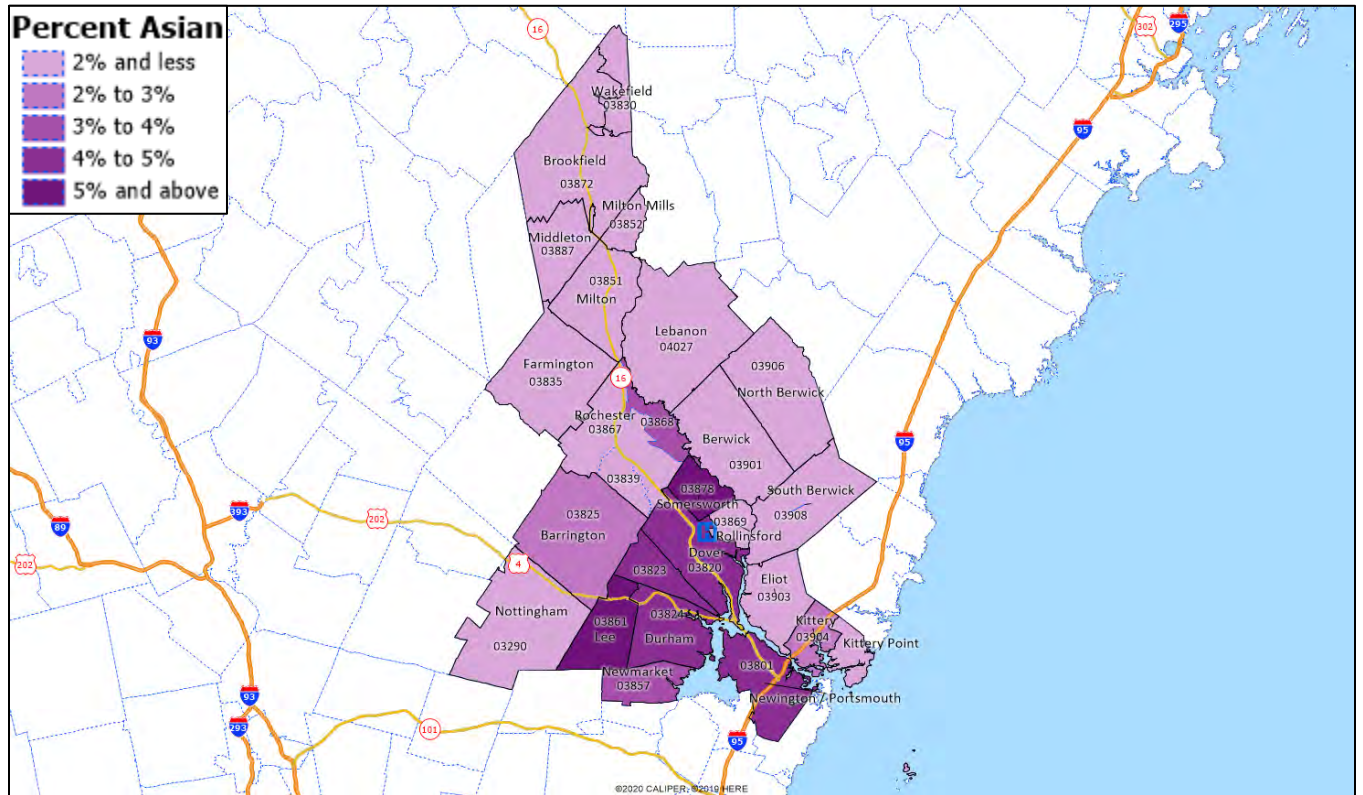 Percent Asian
2% and less
2% to 3%
3% to 4%
4% to 5%
5% and above
16
302
295
Wakefield
03830
95
Brookfield
03872
Milton Mills
03852
Middleton
03887
03851
Milton
93
Lebanon
04027
Farmington
03835
16
03906
North Berwick
Rochester
03867
03868
Berwick
03901
95
03839
03878
Somersworth
South Berwick
03908
393
202
89
202
03825
Barrington
03869
Rollinsford
Dover
03820
4
03823
Eliot
03903
Nottingham
03290
03861
Lee
03824
Durham
Kittery
03904
Kittery Point
03801
Newmarket
03857
Newington / Portsmouth
93
293
101
95
©2020 CALIPER, ©2019 HERE